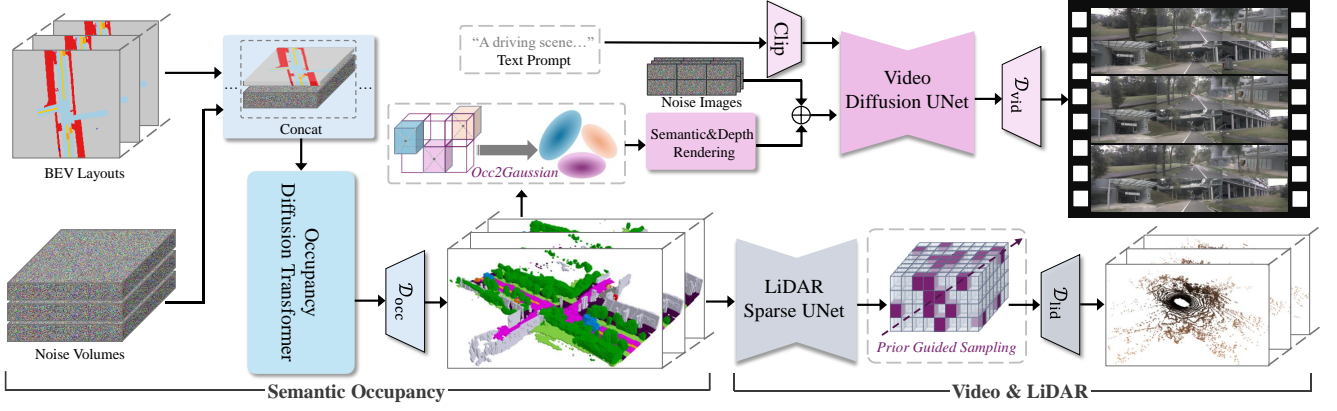 BEV Layouts
Noise Volumes
Concat
Occupancy
Diffusion Transformer
𝒟occ
Semantic Occupancy
“A driving scene…”
Text Prompt
Clip
Noise Images
Occ2Gaussian
Semantic&Depth
Rendering
Video
Diffusion UNet
𝒟vid
LiDAR
Sparse UNet
Prior Guided Sampling
𝒟lid
Video & LiDAR